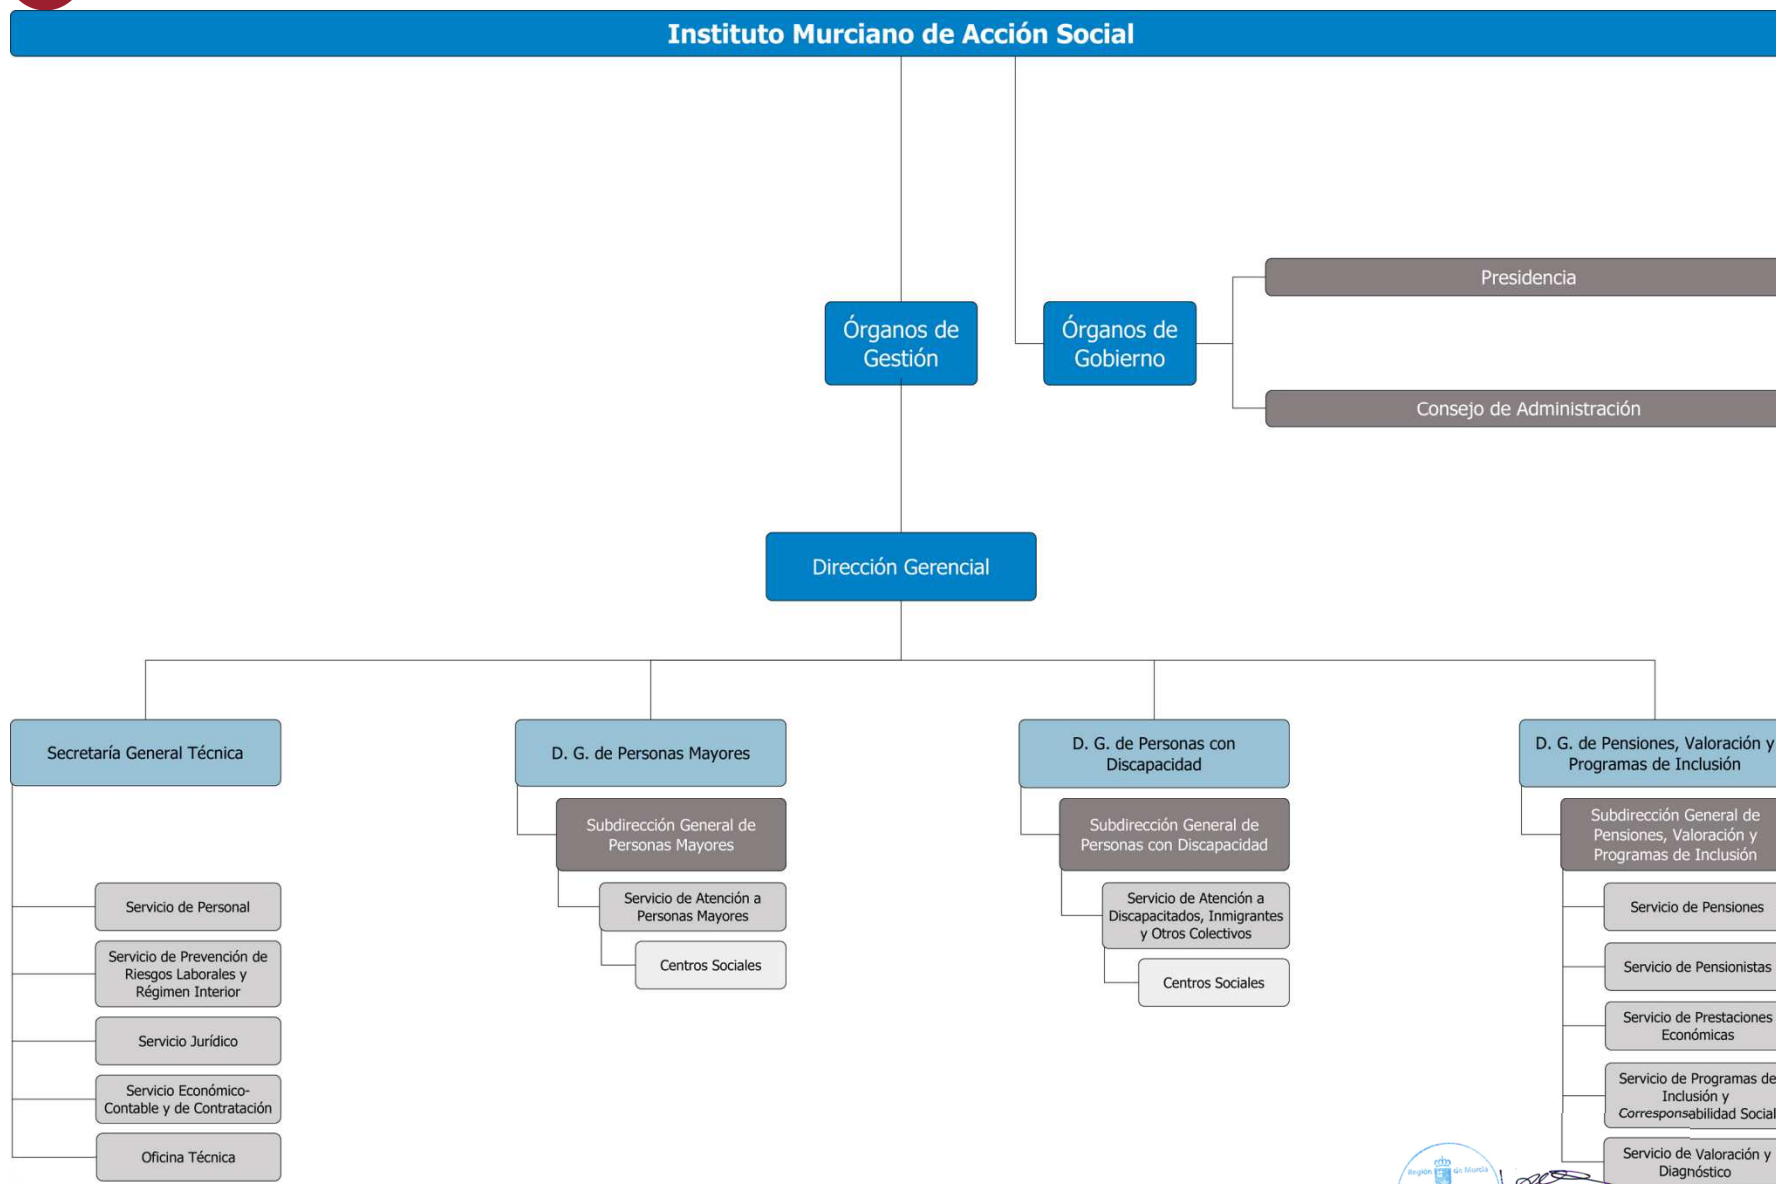 Instituto Murciano de Acción Social
Presidencia
Órganos de
Gestión
Órganos de
Gobierno
Consejo de Administración
Dirección Gerencial
Secretaría General Técnica
D. G. de Personas Mayores
D. G. de Personas con
Discapacidad
D. G. de Pensiones, Valoración y
Programas de Inclusión
Subdirección General de
Personas Mayores
Subdirección General de
Personas con Discapacidad
Subdirección General de
Pensiones, Valoración y
Programas de Inclusión
Servicio de Personal
Servicio de Prevención de
Riesgos Laborales y
Régimen Interior
Servicio Jurídico
Servicio Económico-
Contable y de Contratación
Oficina Técnica
Servicio de Atención a
Personas Mayores
Centros Sociales
Servicio de Atención a
Discapacitados, Inmigrantes
y Otros Colectivos
Centros Sociales
Servicio de Pensiones
Servicio de Pensionistas
Servicio de Prestaciones
Económicas
Servicio de Programas de
Inclusión y
Corresponsabilidad Social
Servicio de Valoración y
Diagnóstico
Región de Murcia